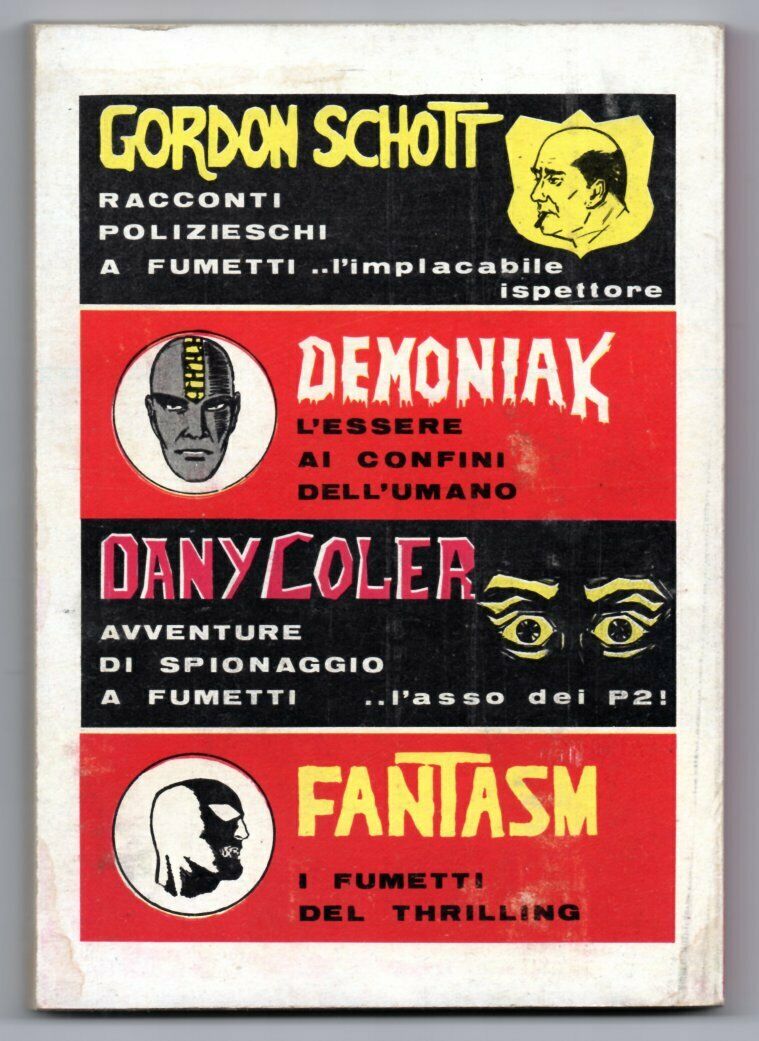 GORDON SCHOTT
RACCONTI
POLIZIESCHI
A FUMETTI ..l'implacabile
ispettore
DEMONIAK
L'ESSERE
AI CONFINI
DELL'UMANO
DANY COLER
AVVENTURE
DI SPIONAGGIO
A FUMETTI ..l'asso dei P2!
FANTASM
I FUMETTI
DEL THRILLING